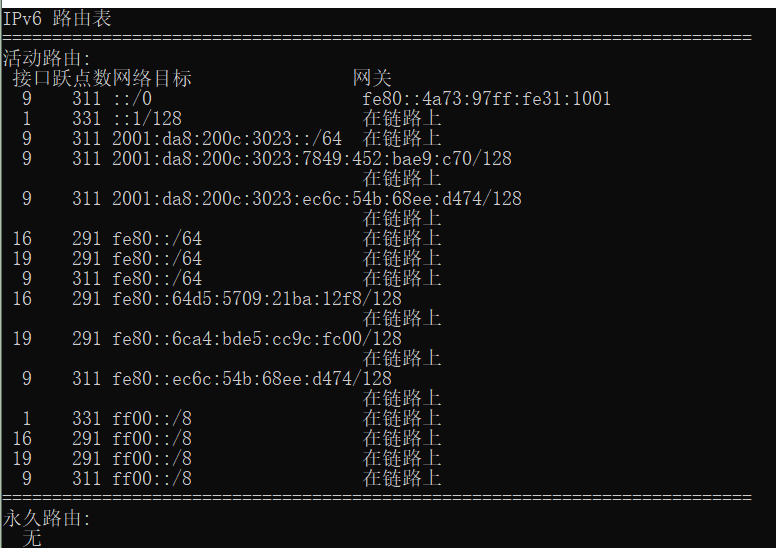 IPv6 路由表
===========================================================================
活动路由:
 接口跃点数网络目标                网关
  9    311 ::/0                     fe80::4a73:97ff:fe31:1001
  1    331 ::1/128                  在链路上
  9    311 2001:da8:200c:3023::/64  在链路上
  9    311 2001:da8:200c:3023:7849:452:bae9:c70/128
                                    在链路上
  9    311 2001:da8:200c:3023:ec6c:54b:68ee:d474/128
                                    在链路上
 16    291 fe80::/64                在链路上
 19    291 fe80::/64                在链路上
  9    311 fe80::/64                在链路上
 16    291 fe80::64d5:5709:21ba:12f8/128
                                    在链路上
 19    291 fe80::6ca4:bde5:cc9c:fc00/128
                                    在链路上
  9    311 fe80::ec6c:54b:68ee:d474/128
                                    在链路上
  1    331 ff00::/8                 在链路上
 16    291 ff00::/8                 在链路上
 19    291 ff00::/8                 在链路上
  9    311 ff00::/8                 在链路上
===========================================================================
永久路由:
  无